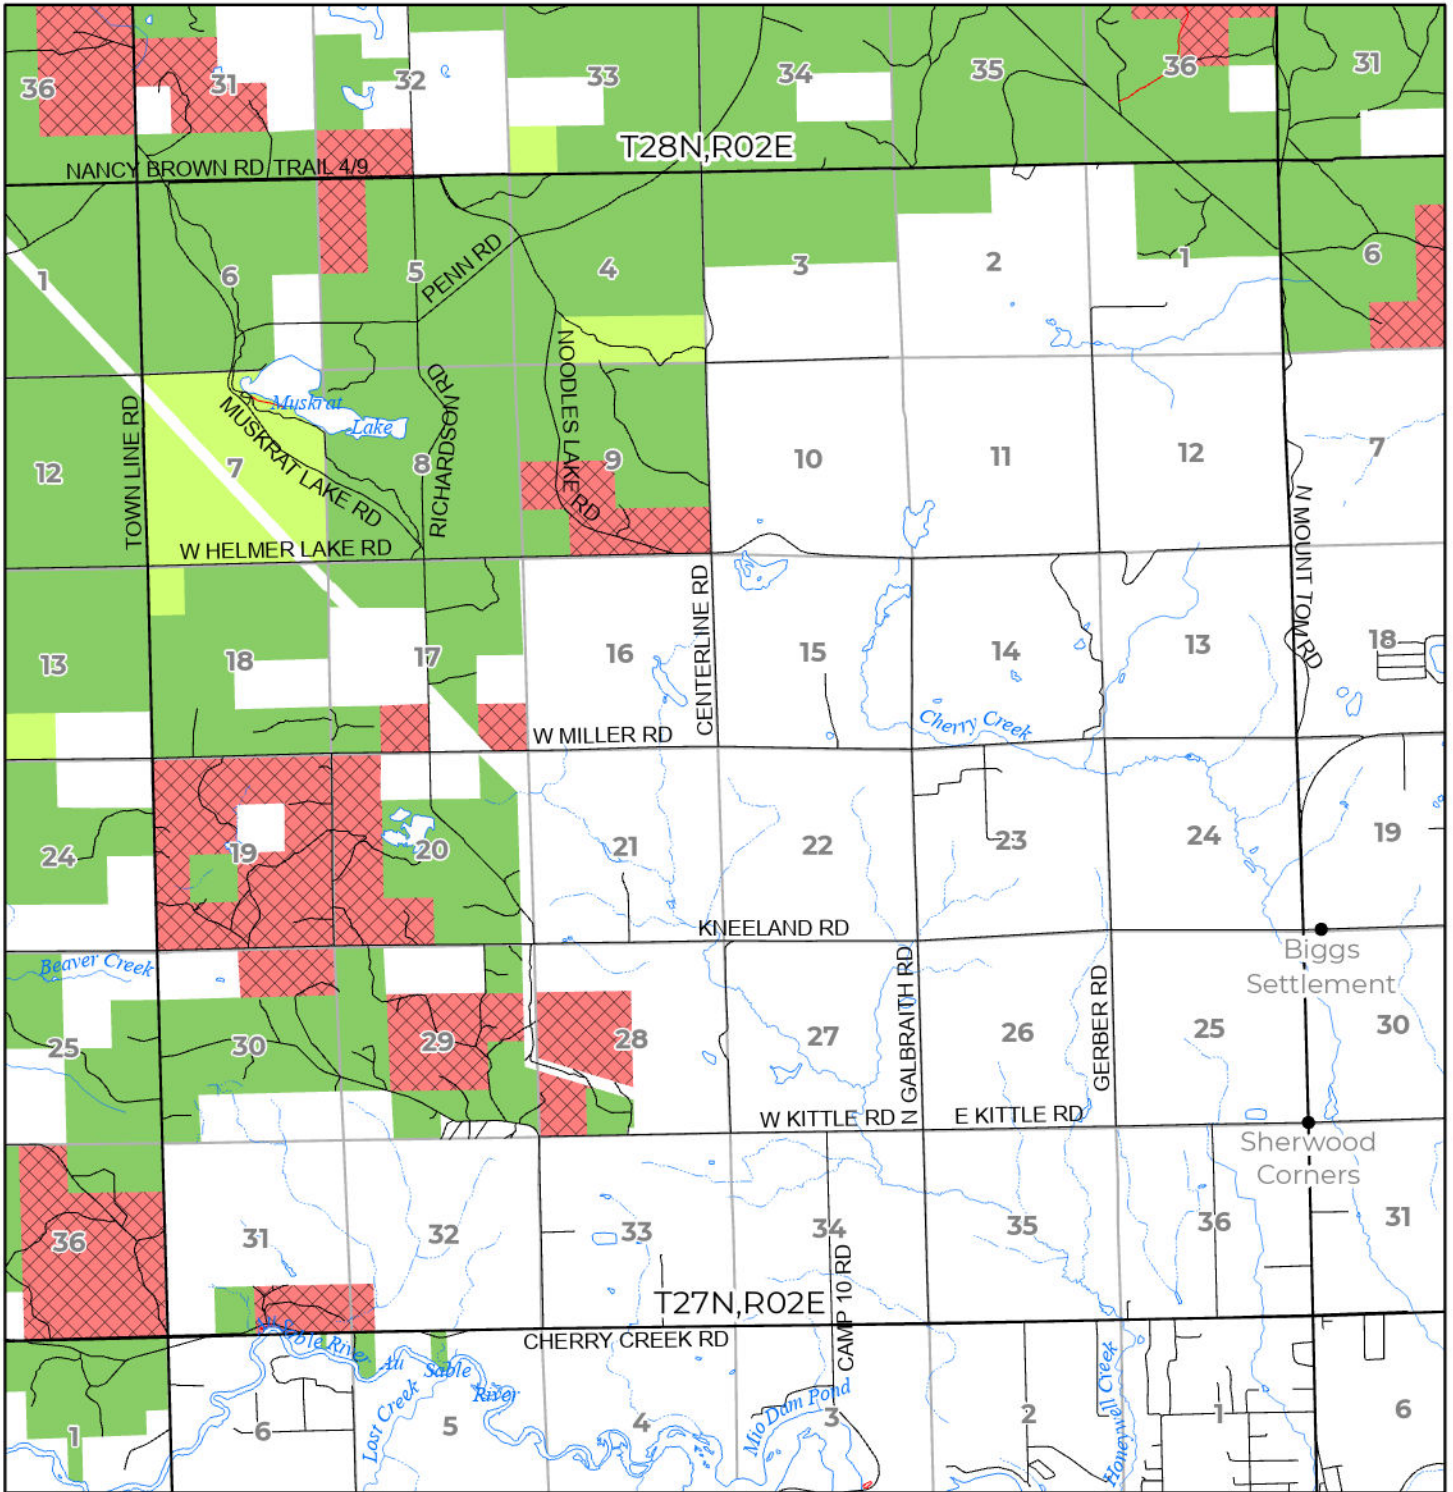 36
31
32
33
34
35
36
31
T28N,R02E
NANCY BROWN RD TRAIL 4/9
1
6
5
PENN RD
4
3
2
1
6
TOWN LINE RD
Muskrat
Lake
MUSKRAT LAKE RD
RICHARDSON RD
NOODLES LAKE RD
12
7
8
9
10
11
12
7
W HELMER LAKE RD
N MOUNT TOM RD
CENTERLINE RD
13
18
17
16
15
14
13
18
Cherry Creek
W MILLER RD
24
19
20
21
22
23
24
19
KNEELAND RD
Biggs
Settlement
Beaver Creek
N GALBRAITH RD
GERBER RD
25
30
29
28
27
26
25
30
W KITTLE RD
E KITTLE RD
Sherwood
Corners
36
31
32
33
34
35
36
31
T27N,R02E
CAMP 10 RD
CHERRY CREEK RD
Au Sable River
Au
Sable
River
Lost Creek
Mio Dam Pond
Honeywell Creek
1
6
5
4
3
2
1
6